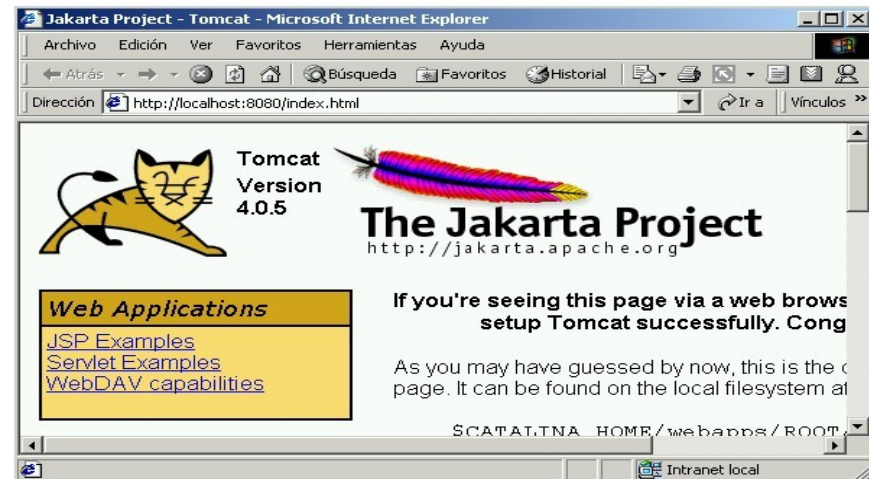 Jakarta Project - Tomcat - Microsoft Internet Explorer
Archivo Edición Ver Favoritos Herramientas Ayuda
Atrás Búsqueda Favoritos Historial
Dirección http://localhost:8080/index.html Ir a Vínculos »
Tomcat
Version
4.0.5
The Jakarta Project
http://jakarta.apache.org
Web Applications
JSP Examples
Servlet Examples
WebDAV capabilities
If you're seeing this page via a web brows
setup Tomcat successfully. Cong
As you may have guessed by now, this is the
page. It can be found on the local filesystem at
$CATALINA_HOME/webapps/ROOT/
Intranet local